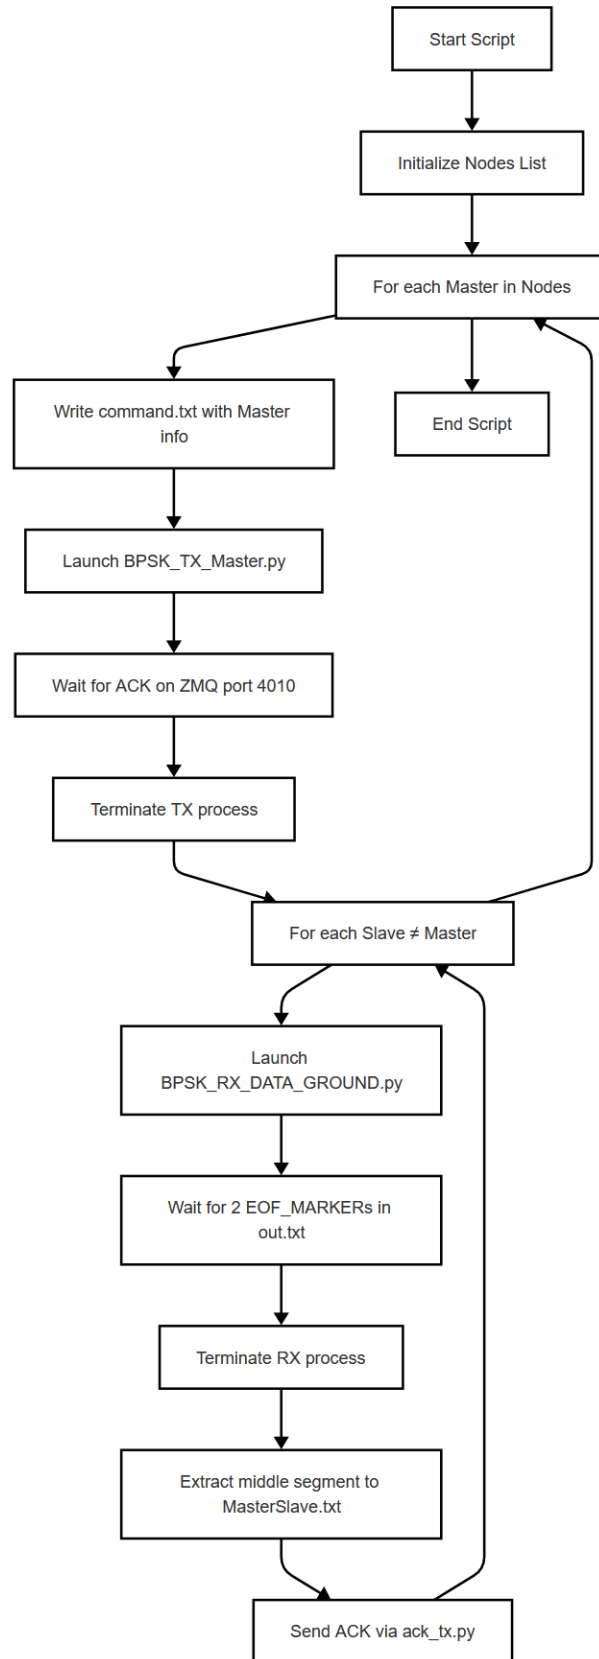 Start Script
Initialize Nodes List
For each Master in Nodes
Write command.txt with Master
info
End Script
Launch BPSK_TX_Master.py
Wait for ACK on ZMQ port 4010
Terminate TX process
For each Slave ≠ Master
Launch
BPSK_RX_DATA_GROUND.py
Wait for 2 EOF_MARKERs in
out.txt
Terminate RX process
Extract middle segment to
MasterSlave.txt
Send ACK via ack_tx.py